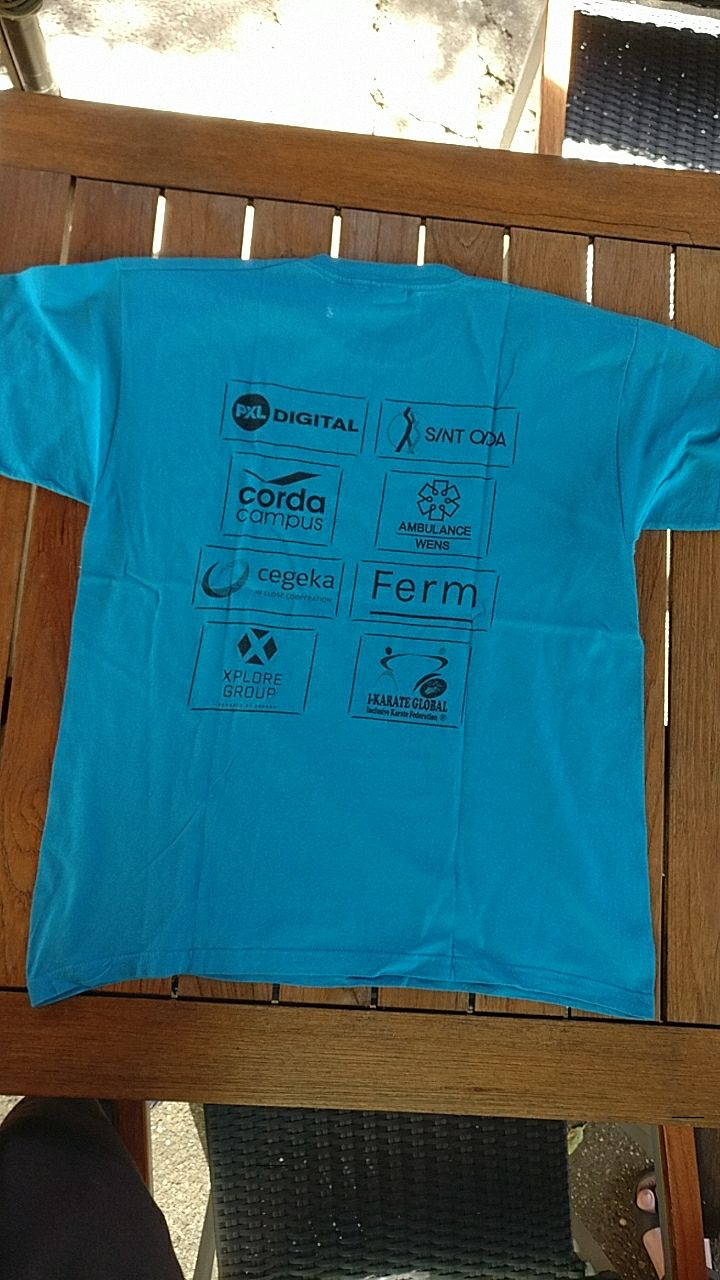 PXL DIGITAL
S/NT ODA
corda
campus
AMBULANCE
WENS
cegeka
IN CLOSE COOPERATION
Ferm
XPLORE
GROUP
®
I-KARATE GLOBAL
Inclusive Karate Federation ®